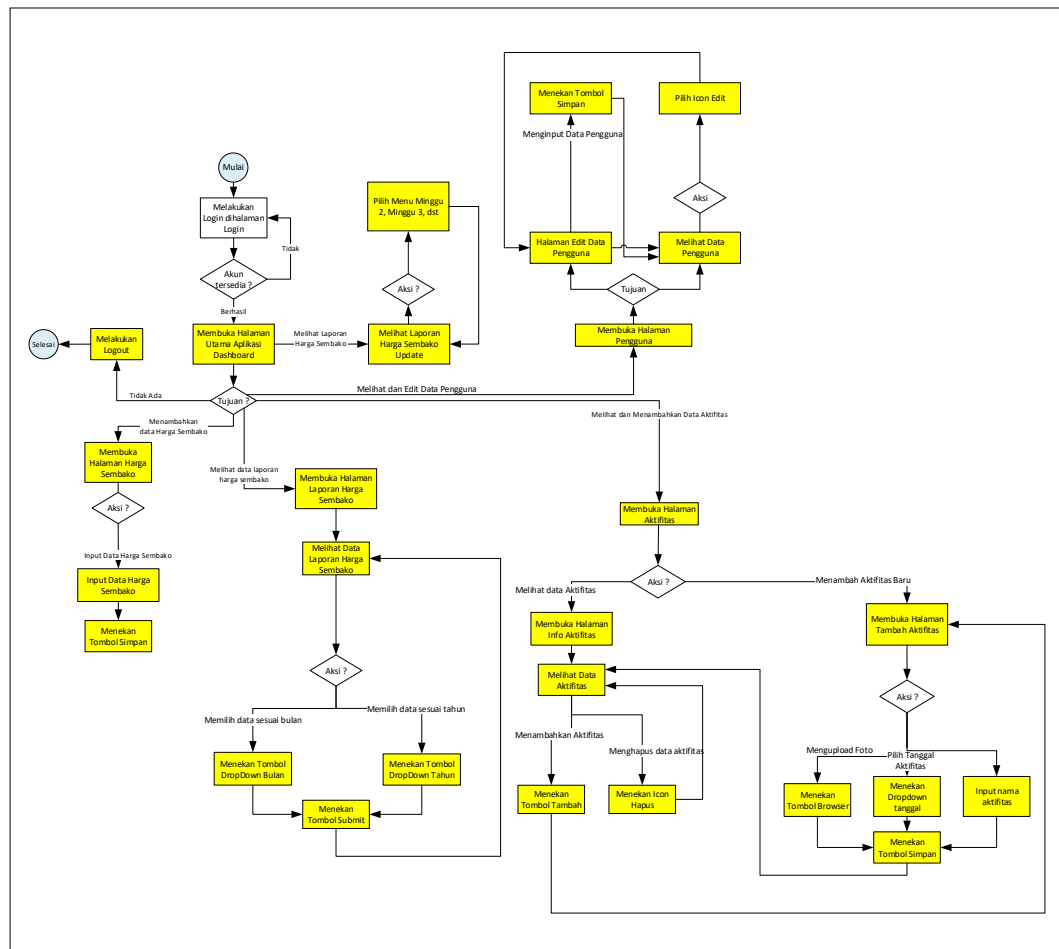 Menekan Tombol
Simpan
Pilih Icon Edit
Menginput Data Pengguna
Mulai
Melakukan
Login dihalaman
Login
Pilih Menu Minggu
2, Minggu 3, dst
Aksi
Tidak
Halaman Edit Data
Pengguna
Melihat Data
Pengguna
Akun
tersedia ?
Aksi ?
Tujuan
Berhasil
Selesai
Melakukan
Logout
Membuka Halaman
Utama Aplikasi
Dashboard
Melihat Laporan
Harga Sembako
Melihat Laporan
Harga Sembako
Update
Membuka Halaman
Pengguna
Melihat dan Edit Data Pengguna
Tidak Ada
Tujuan ?
Melihat dan Menambahkan Data Aktifitas
Menambahkan
data Harga Sembako
Membuka
Halaman Harga
Sembako
Melihat data laporan
harga sembako
Membuka Halaman
Laporan Harga
Sembako
Aksi ?
Membuka Halaman
Aktifitas
Input Data Harga Sembako
Melihat Data
Laporan Harga
Sembako
Input Data Harga
Sembako
Aksi ?
Melihat data Aktifitas
Menambah Aktifitas Baru
Menekan
Tombol Simpan
Membuka Halaman
Info Aktifitas
Membuka Halaman
Tambah Aktifitas
Aksi ?
Melihat Data
Aktifitas
Aksi ?
Memilih data sesuai bulan
Memilih data sesuai tahun
Menambahkan Aktifitas
Menghapus data aktifitas
Mengupload Foto
Pilih Tanggal
Aktifitas
Menekan Tombol
DropDown Bulan
Menekan Tombol
DropDown Tahun
Menekan
Tombol Tambah
Menekan Icon
Hapus
Menekan
Tombol Browser
Menekan
Dropdown
tanggal
Input nama
aktifitas
Menekan
Tombol Submit
Menekan
Tombol Simpan